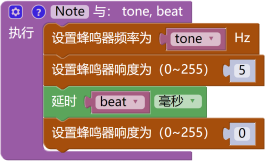 ? Note 与： tone, beat
执行 设置蜂鸣器频率为 tone Hz
设置蜂鸣器响度为（0~255） 5
延时 beat 毫秒
设置蜂鸣器响度为（0~255） 0